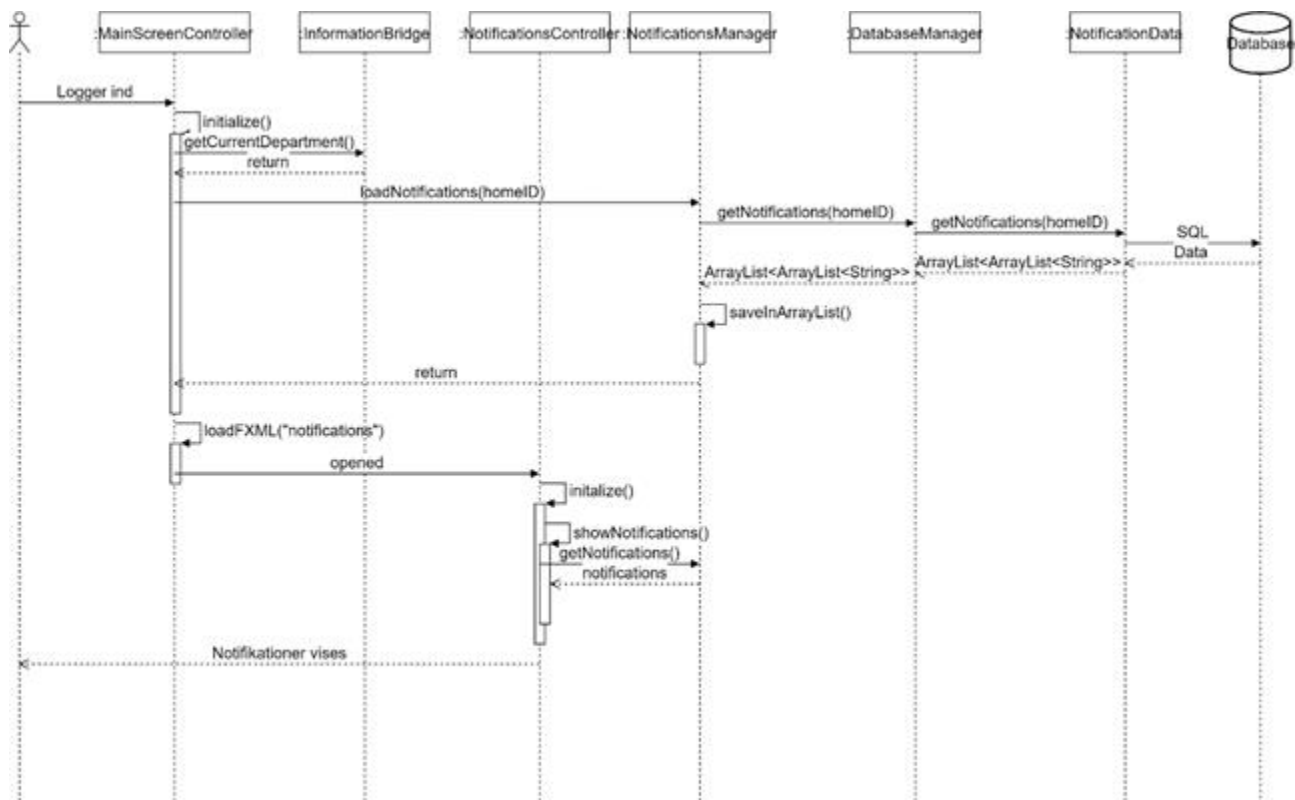 :MainScreenController
:InformationBridge
:NotificationsController
:NotificationsManager
:DatabaseManager
:NotificationData
Database
Logger ind
initialize()
getCurrentDepartment()
return
loadNotifications(homeID)
getNotifications(homeID)
getNotifications(homeID)
SQL
Data
ArrayList<ArrayList<String>>
ArrayList<ArrayList<String>>
saveInArrayList()
return
loadFXML("notifications")
opened
initalize()
showNotifications()
getNotifications()
notifications
Notifikationer vises